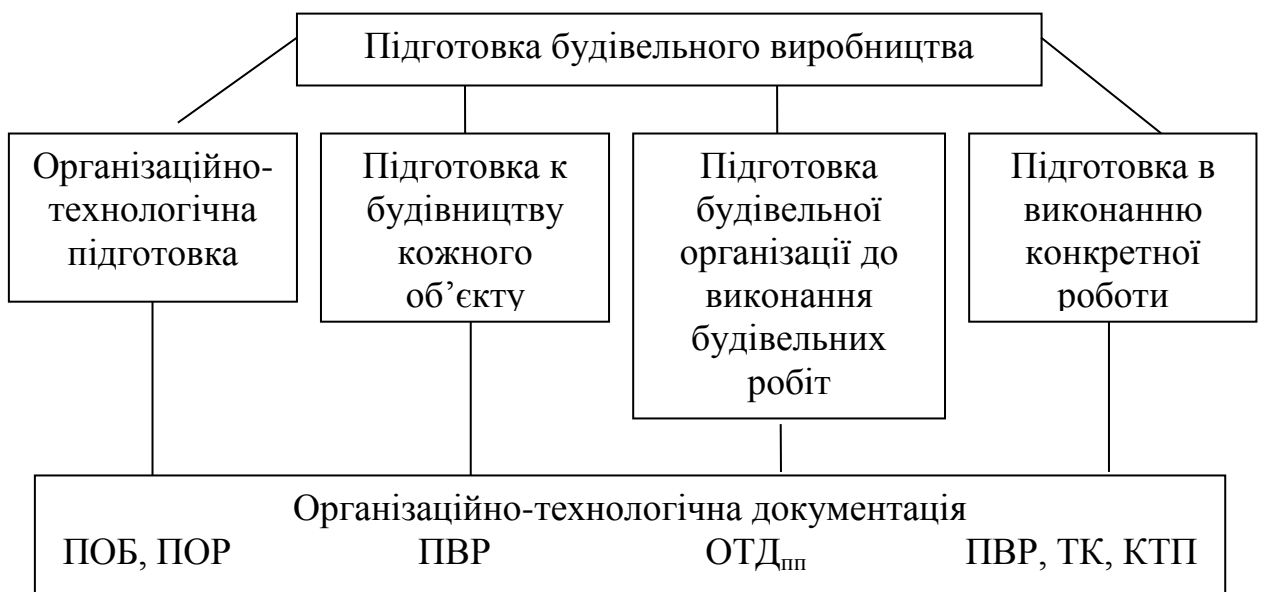 Підготовка будівельного виробництва
Організаційно-
технологічна
підготовка
Підготовка к
будівництву
кожного
об’єкту
Підготовка
будівельної
організації до
виконання
будівельних
робіт
Підготовка в
виконанню
конкретної
роботи
Організаційно-технологічна документація
ПОБ, ПОР ПВР ОТДпп ПВР, ТК, КТП